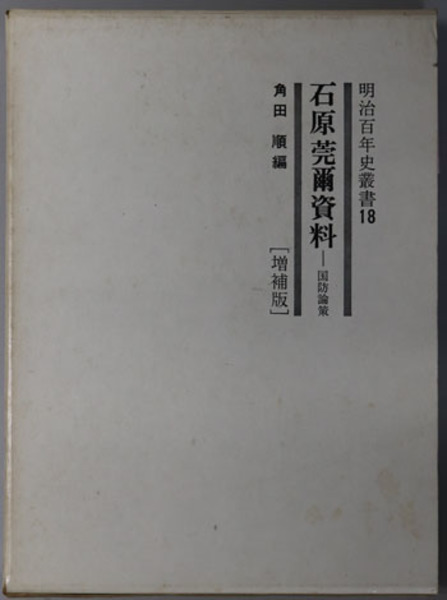 明治百年史叢書18
石原莞爾資料―国防論策
[増補版]
角田順編